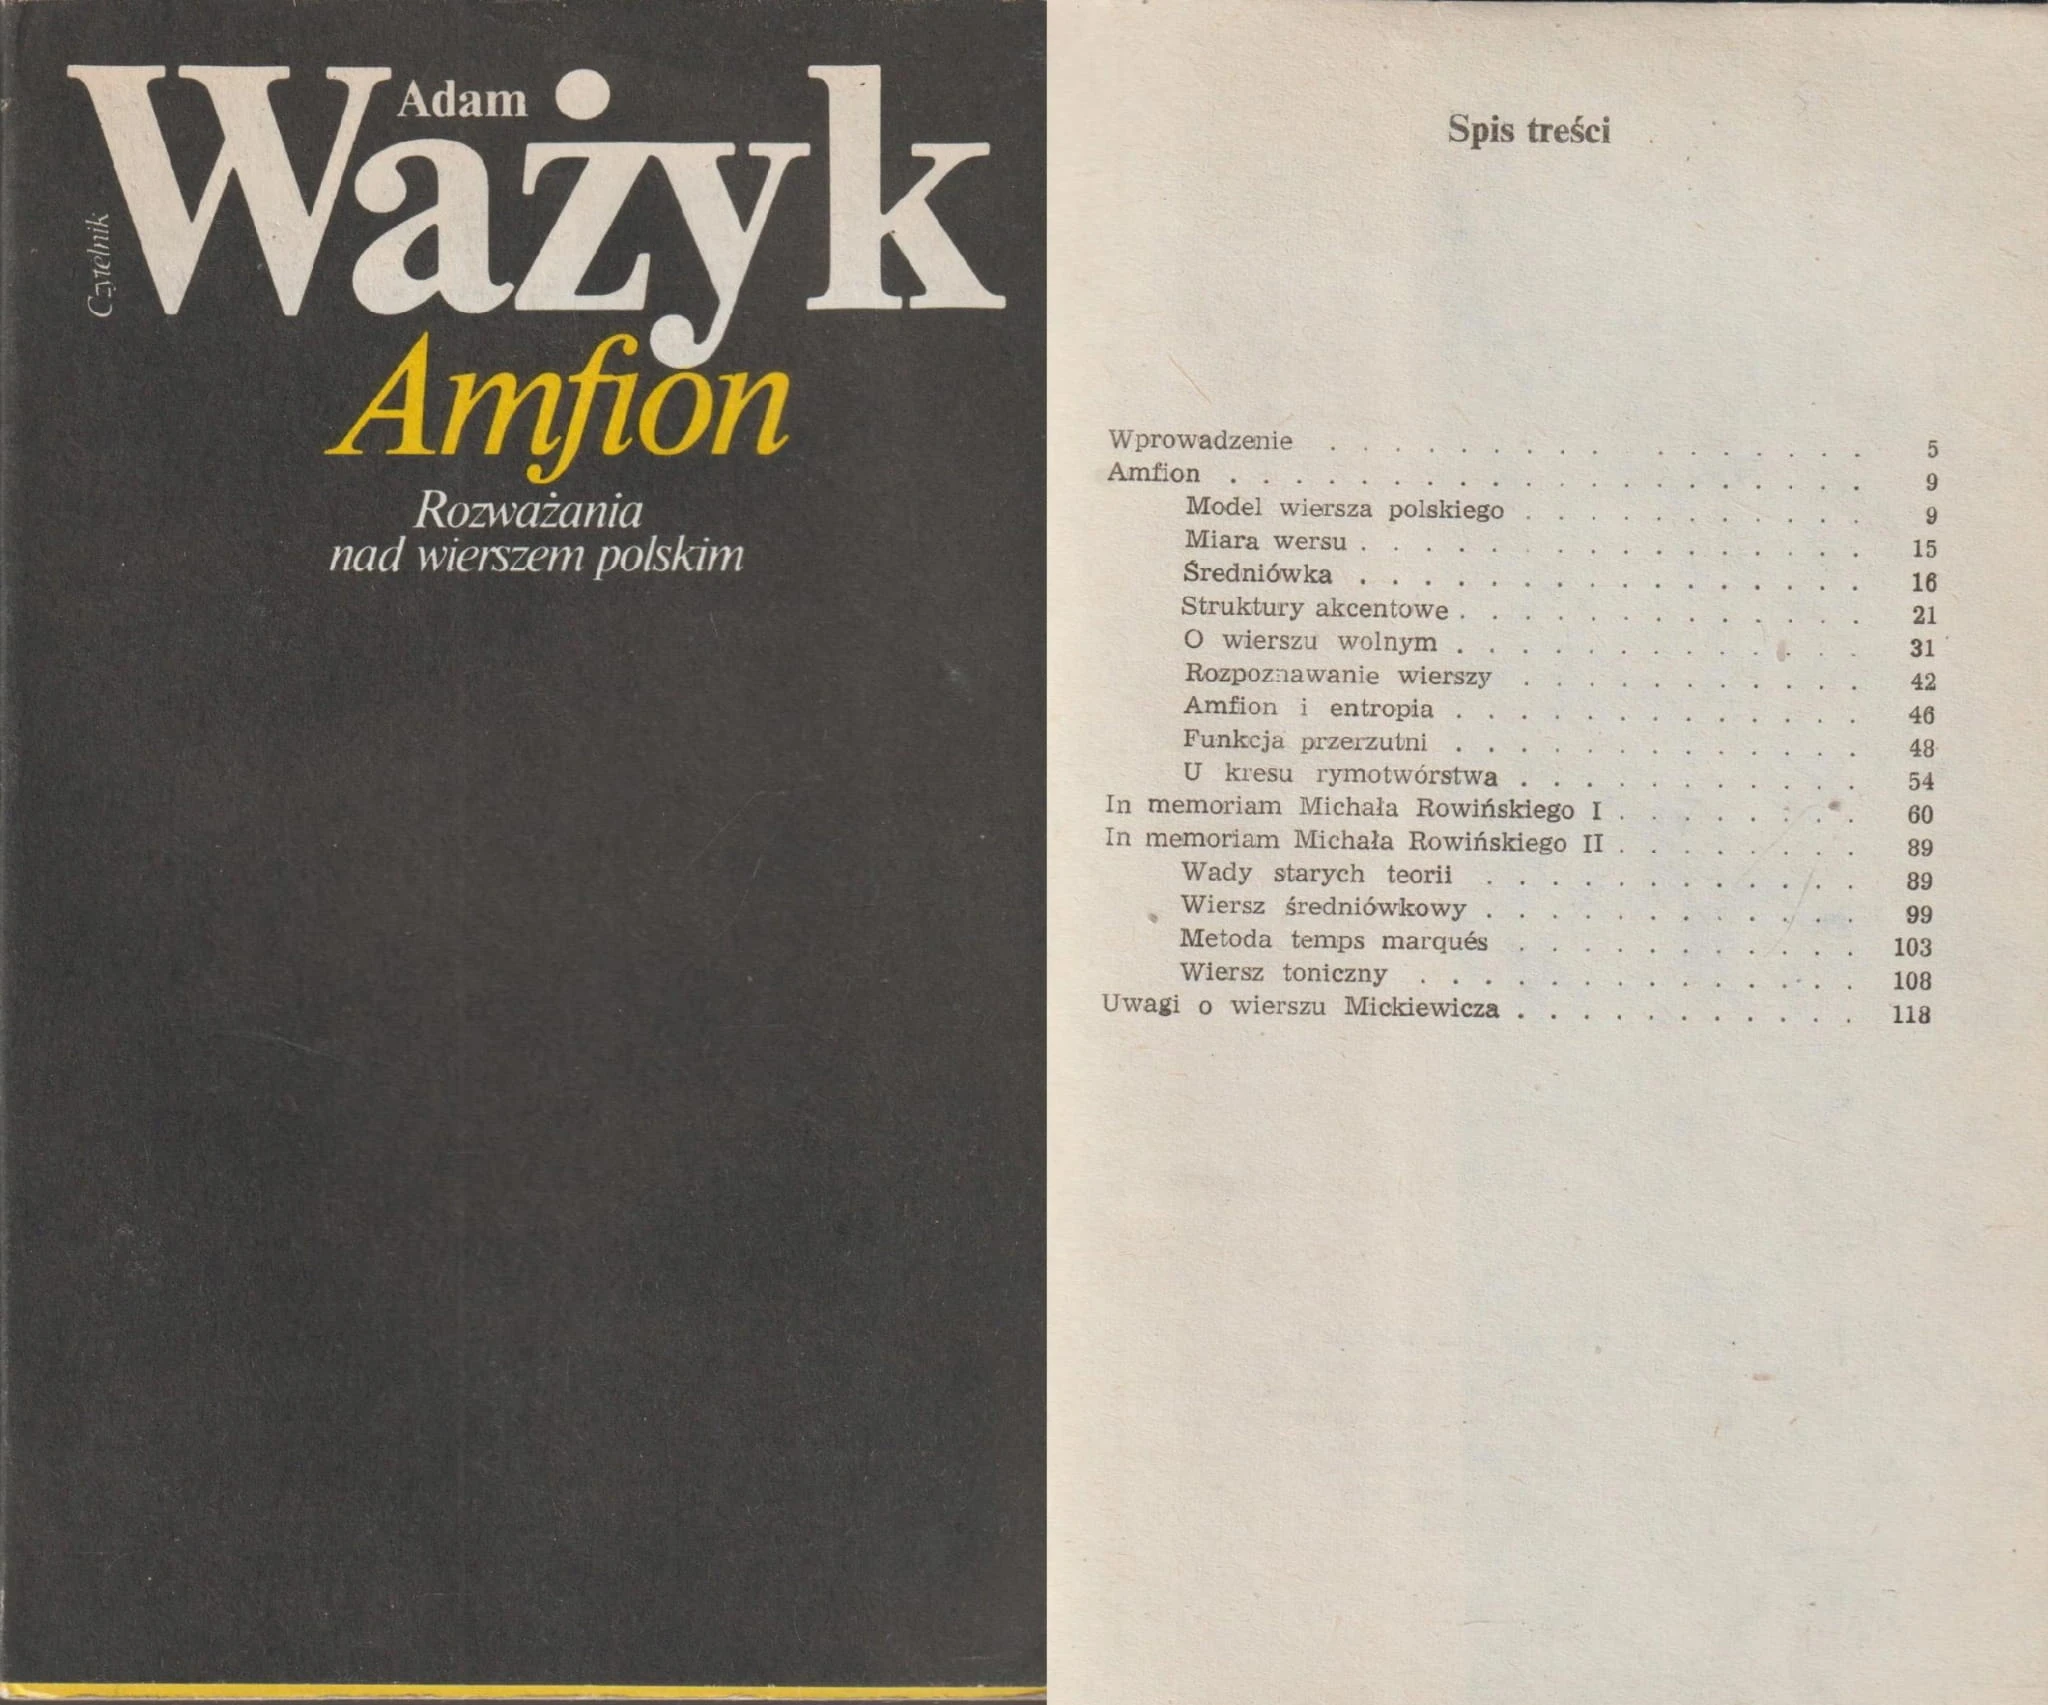 Adam
Ważyk
Czytelnik
Amfion
Rozważania
nad wierszem polskim
Spis treści
Wprowadzenie . . . . . . . . . . . . . . . . 5
Amfion . . . . . . . . . . . . . . . . . . . . 9
Model wiersza polskiego . . . . . . . . . . . 9
Miara wersu . . . . . . . . . . . . . . . . 15
Średniówka . . . . . . . . . . . . . . . . 16
Struktury akcentowe . . . . . . . . . . . . . 21
O wierszu wolnym . . . . . . . . . . . . . 31
Rozpoznawanie wierszy . . . . . . . . . . . 42
Amfion i entropia . . . . . . . . . . . . . 46
Funkcja przerzutni . . . . . . . . . . . . . 48
U kresu rymotwórstwa . . . . . . . . . . . 54
In memoriam Michała Rowińskiego I . . . . . . . . 60
In memoriam Michała Rowińskiego II . . . . . . . . 89
Wady starych teorii . . . . . . . . . . . . 89
Wiersz średniówkowy . . . . . . . . . . . . 99
Metoda temps marqués . . . . . . . . . . . 103
Wiersz toniczny . . . . . . . . . . . . . . 108
Uwagi o wierszu Mickiewicza . . . . . . . . . . . 118